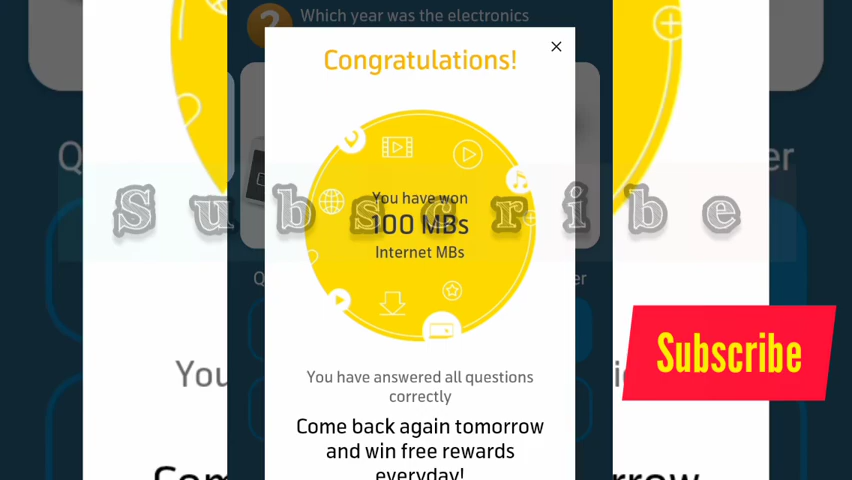 Which year was the electronics
Congratulations!
You have won
100 MBs
Internet MBs
Subscribe
Subscribe
You have answered all questions
correctly
Come back again tomorrow
and win free rewards
everyday!